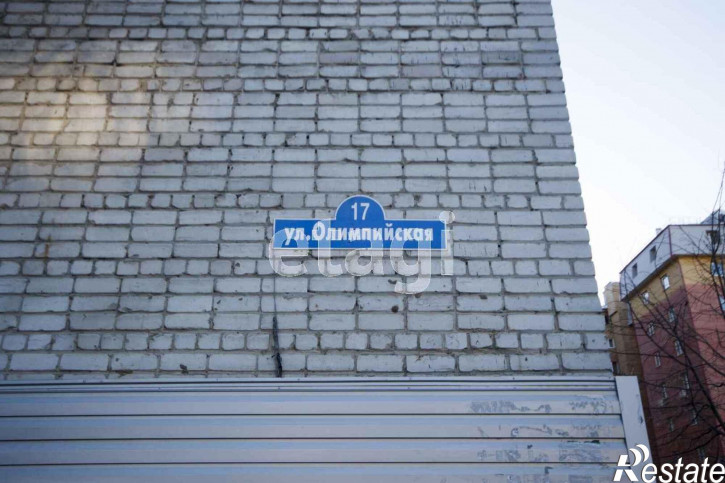 17
ул.Олимпийская
etagi
Restate